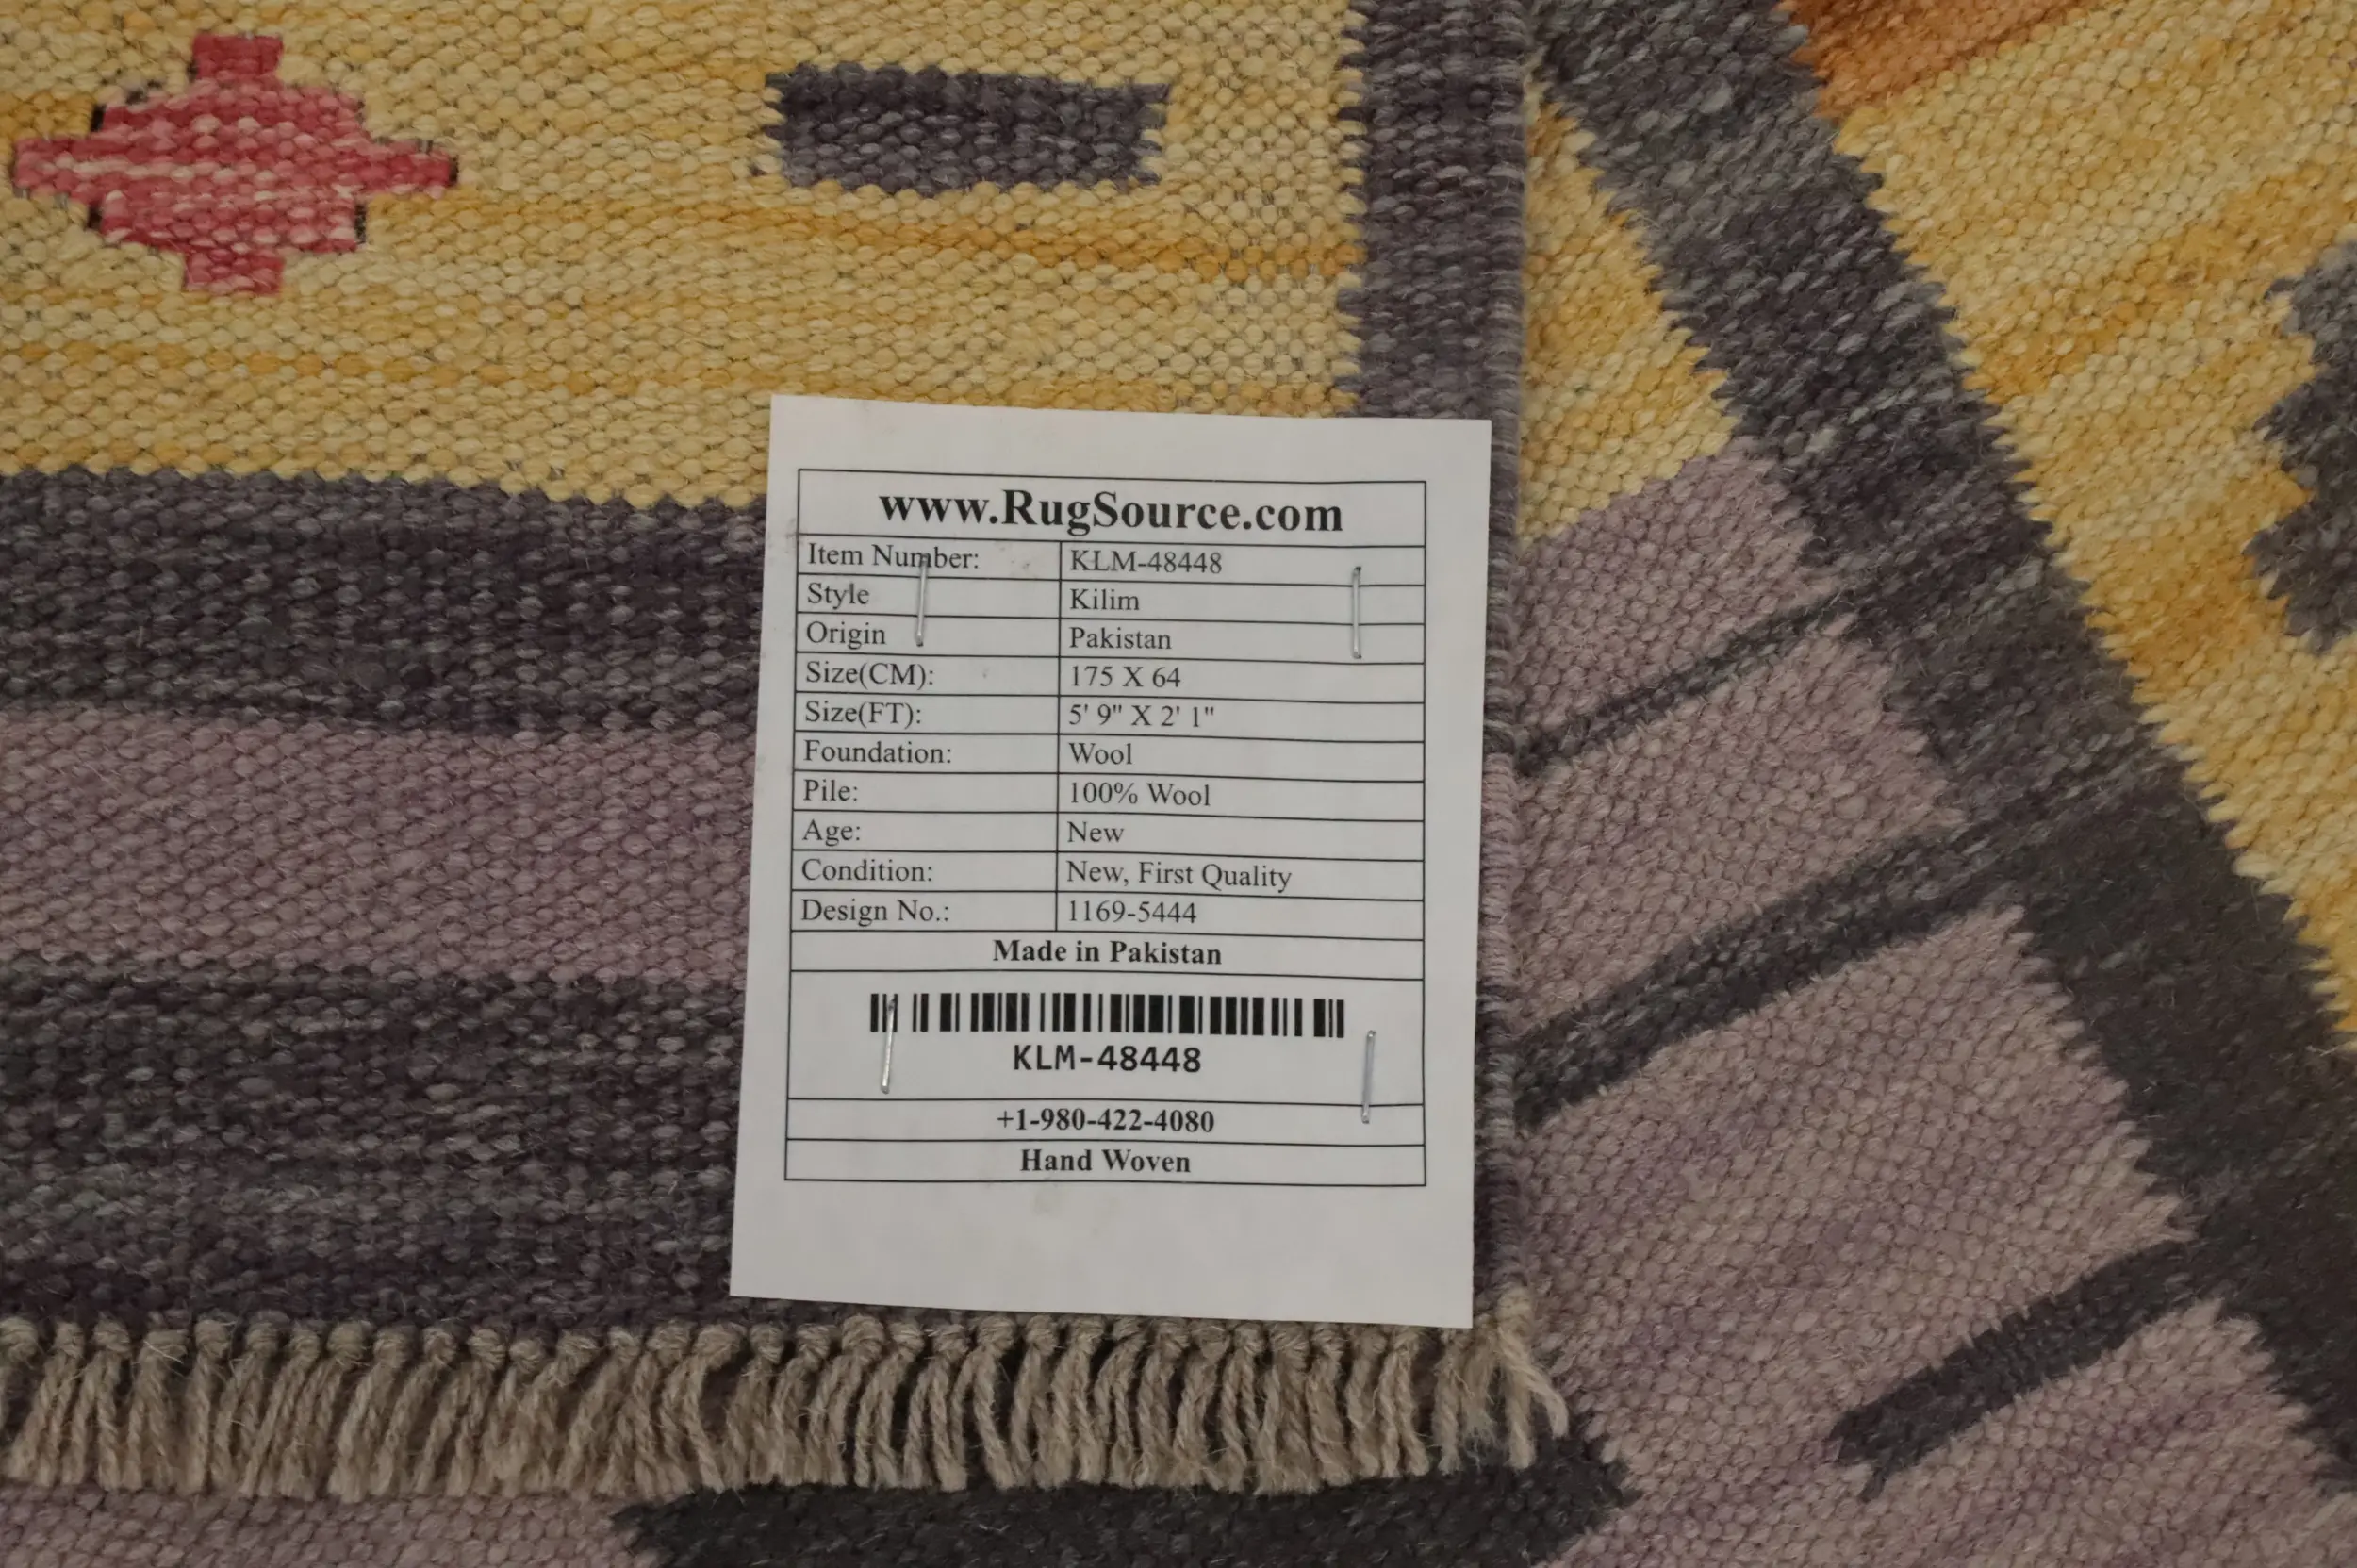 www.RugSource.com
Item Number: KLM-48448
Style Kilim
Origin Pakistan
Size(CM): 175 X 64
Size(FT): 5' 9" X 2' 1"
Foundation: Wool
Pile: 100% Wool
Age: New
Condition: New, First Quality
Design No.: 1169-5444
Made in Pakistan
KLM-48448
+1-980-422-4080
Hand Woven